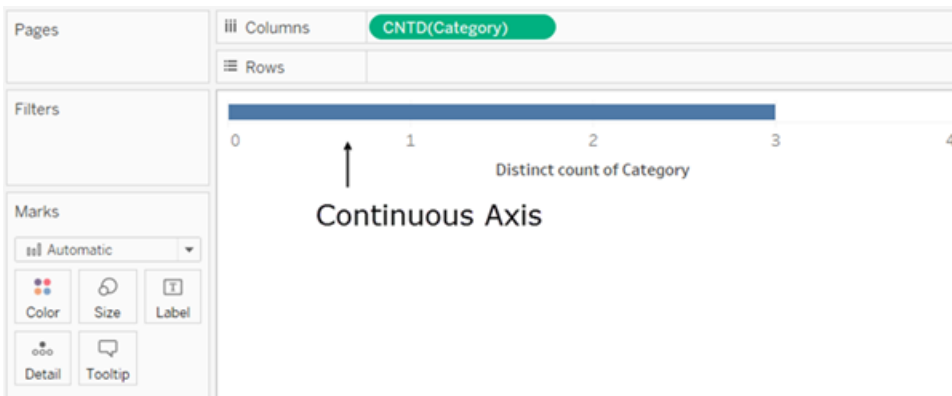 Pages
Columns
CNTD(Category)
Rows
Filters
0 1 2 3 4
Distinct count of Category
Continuous Axis
Marks
Automatic
Color Size Label
Detail Tooltip